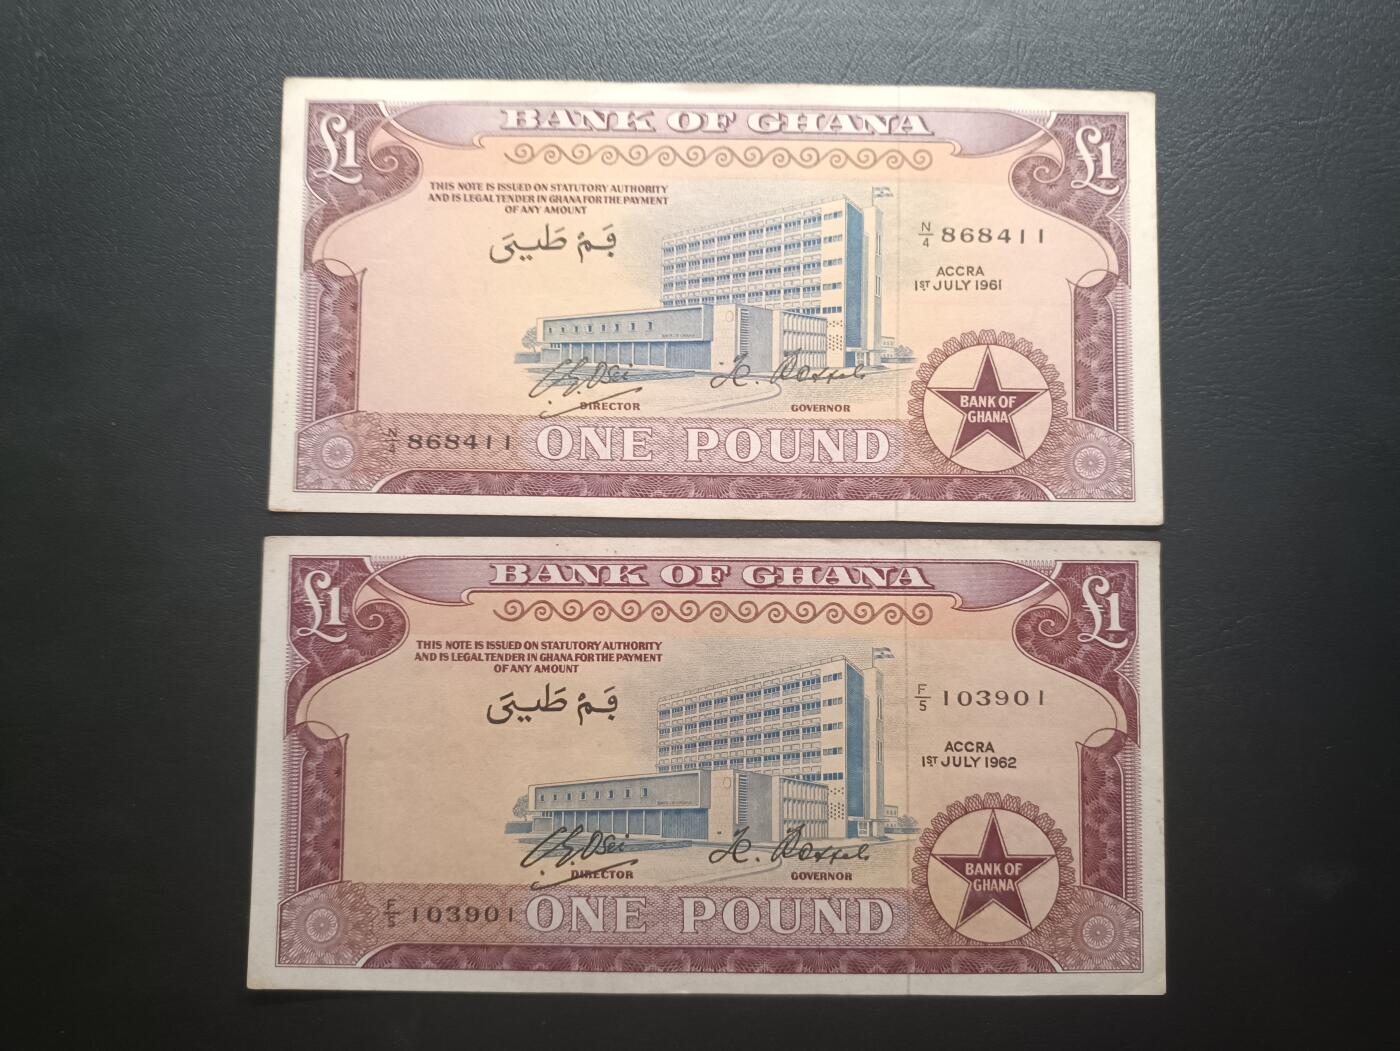 BANK OF GHANA
£1
£1
THIS NOTE IS ISSUED ON STATUTORY AUTHORITY
AND IS LEGAL TENDER IN GHANA FOR THE PAYMENT
OF ANY AMOUNT
N/4 868411
ACCRA
1ST JULY 1961
DIRECTOR
GOVERNOR
BANK OF
GHANA
N/4 868411
ONE POUND
BANK OF GHANA
£1
£1
THIS NOTE IS ISSUED ON STATUTORY AUTHORITY
AND IS LEGAL TENDER IN GHANA FOR THE PAYMENT
OF ANY AMOUNT
F/5 103901
ACCRA
1ST JULY 1962
DIRECTOR
GOVERNOR
BANK OF
GHANA
F/5 103901
ONE POUND